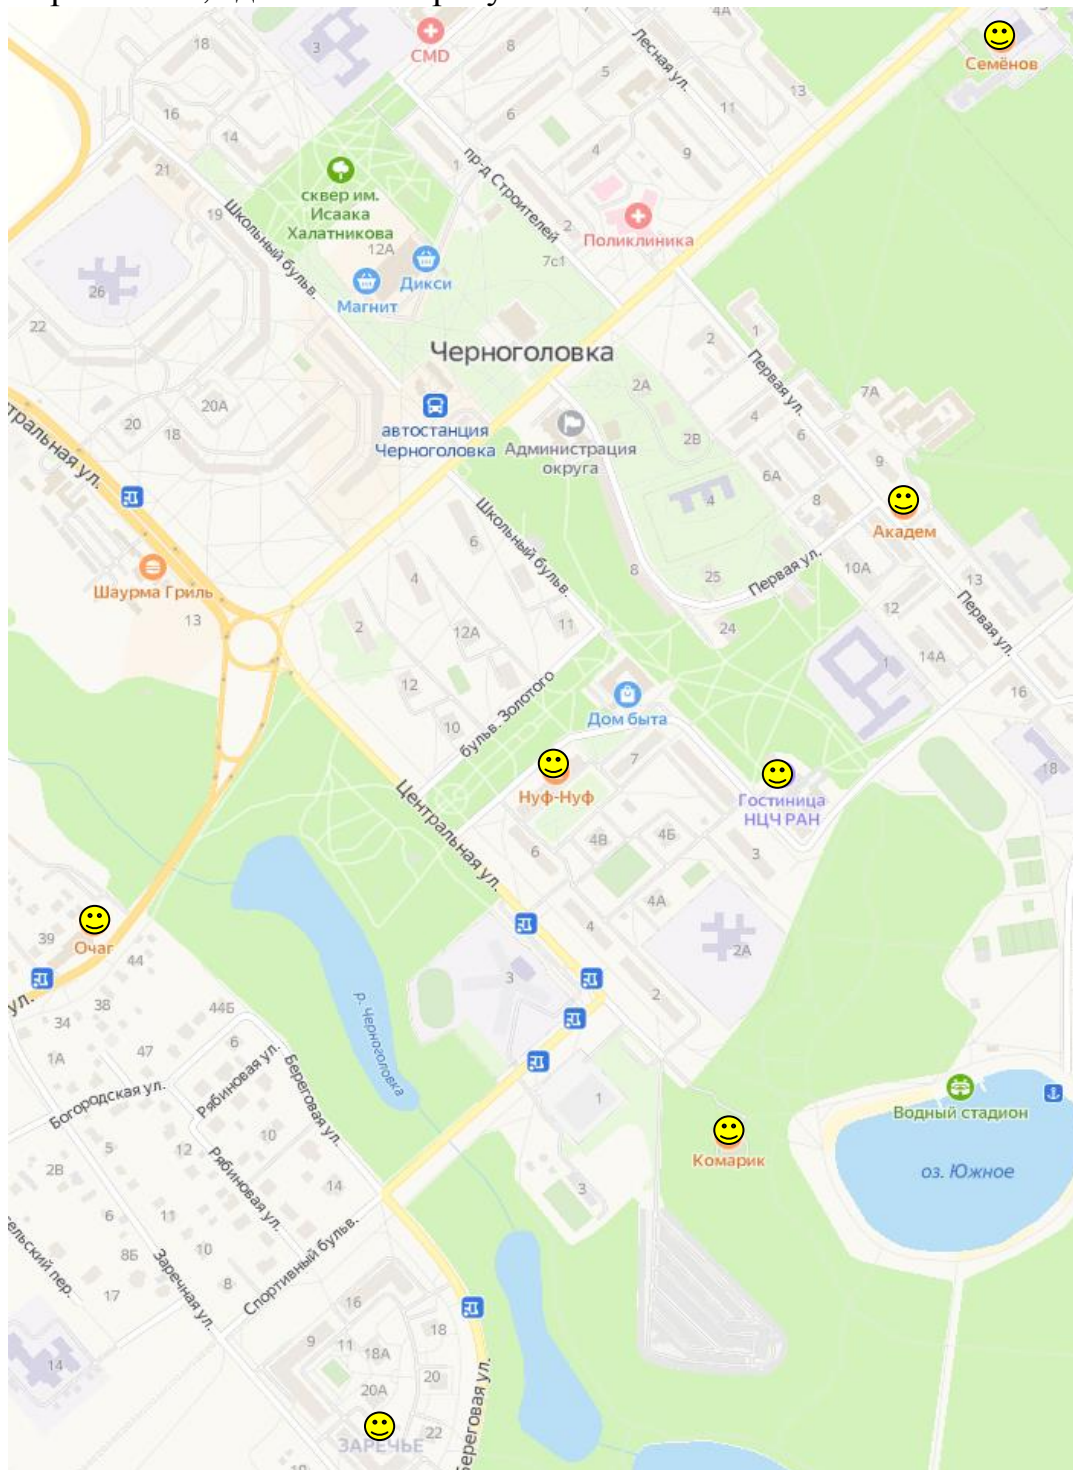 18
3
CMD
8
4А
Лесная ул.
Семёнов
5
13
11
16
14
6
4
9
21
1
пр-д Строителей
сквер им.
Исаака
Халатникова
19
Школьный бульв.
12А
2
Поликлиника
7с1
Дикси
Магнит
26
22
Черноголовка
2
1
Первая ул.
2А
7А
20А
20
18
автостанция
Черноголовка
Администрация
округа
4
2В
6
9
6А
8
4
Академ
тральная ул.
Школьный бульв.
6
Шаурма Гриль
13
4
2
12А
11
8
25
Первая ул.
10А
13
12
Первая ул.
24
1
14А
16
12
10
бульв. Золотого
Дом быта
7
18
Нуф-Нуф
Гостиница
НЦЧ РАН
Центральная ул.
6
4В
4Б
3
4А
39
Очаг
44
4
2А
3
2
ул.
38
34
44Б
6
47
1А
р. Черноголовка
Богородская ул.
Рябиновая ул.
Береговая ул.
1
Водный стадион
10
5
12
2В
Рябиновая ул.
14
Комарик
оз. Южное
3
6
11
10
8Б
8
17
ельский пер.
Заречная ул.
Спортивный бульв.
16
18
9
11
18А
14
20А
20
22
ЗАРЕЧЬЕ
Береговая ул.